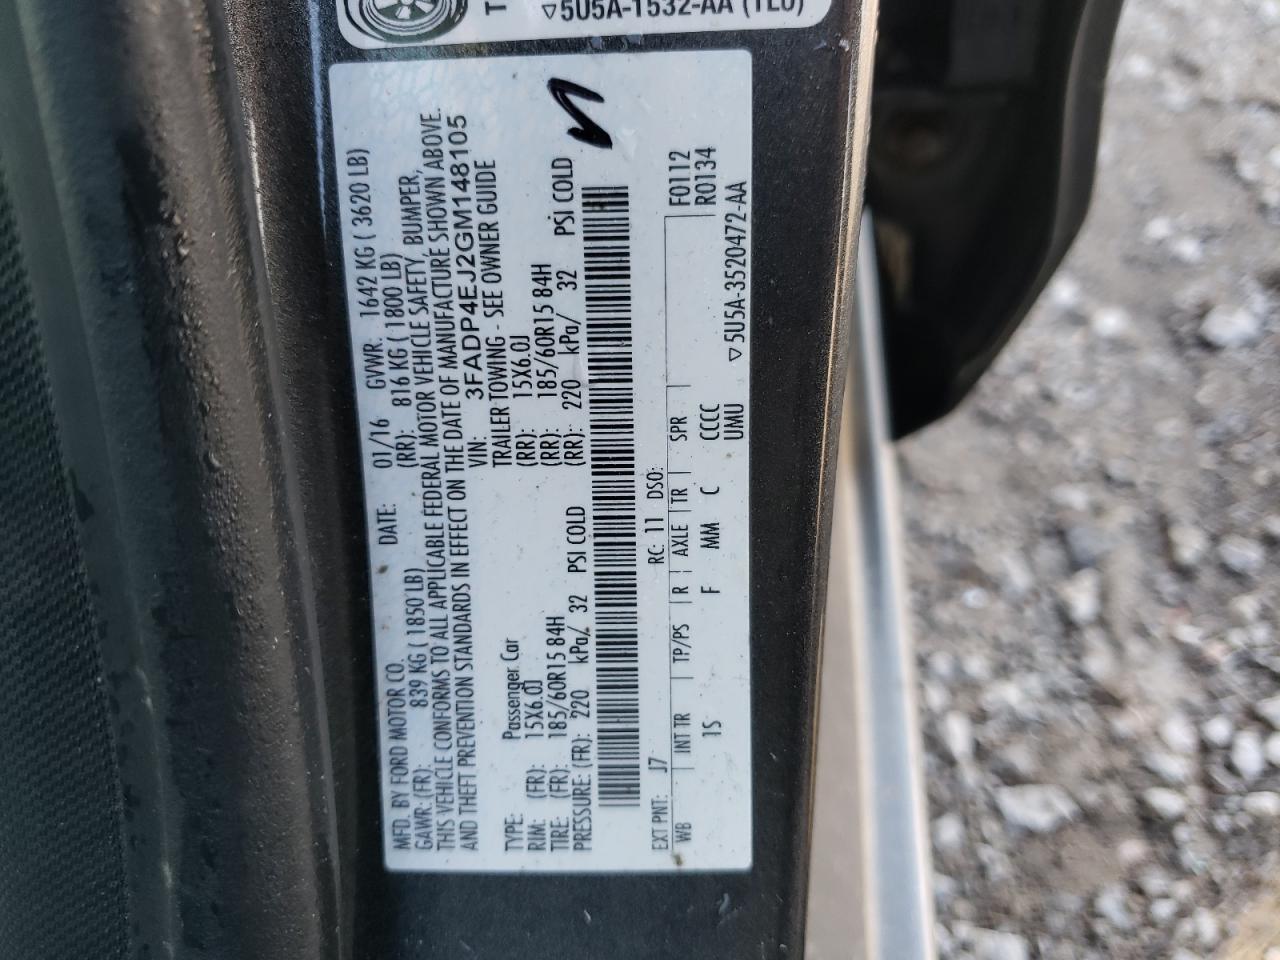 5U5A-1532-AA (TLU)
MFD. BY FORD MOTOR CO. DATE: 01/16 GVWR. 1642 KG ( 3620 LB)
GAWR: (FR): 839 KG ( 1850 LB) (RR): 816 KG ( 1800 LB)
THIS VEHICLE CONFORMS TO ALL APPLICABLE FEDERAL MOTOR VEHICLE SAFETY, BUMPER,
AND THEFT PREVENTION STANDARDS IN EFFECT ON THE DATE OF MANUFACTURE SHOWN ABOVE.
VIN: 3FADP4EJ2GM148105
TYPE: Passenger Car TRAILER TOWING - SEE OWNER GUIDE
RIM: (FR): 15X6.0J (RR): 15X6.0J
TIRE: (FR): 185/60R15 84H (RR): 185/60R15 84H
PRESSURE: (FR): 220 kPa/ 32 PSI COLD (RR): 220 kPa/ 32 PSI COLD
EXT PNT: J7 RC: 11 DSO: F0112
WB INT TR TP/PS R AXLE TR SPR R0134
1S F MM C CCCC
UMU ▽5U5A-3520472-AA